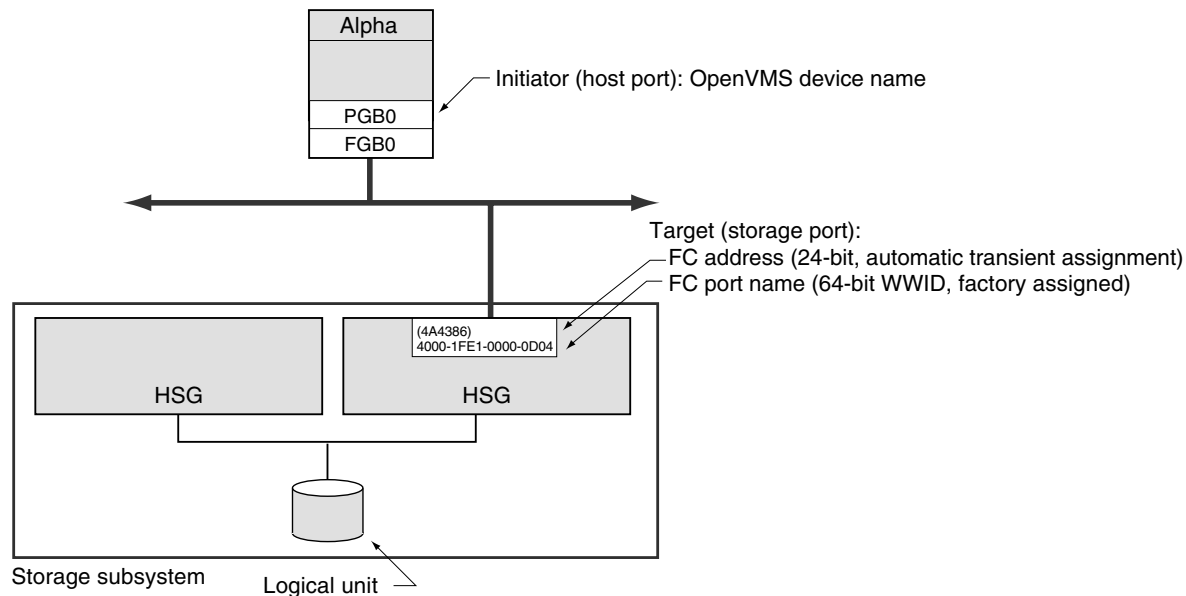 Alpha
Initiator (host port): OpenVMS device name
PGB0
FGB0
Target (storage port):
FC address (24-bit, automatic transient assignment)
FC port name (64-bit WWID, factory assigned)
(4A4386)
4000-1FE1-0000-0D04
HSG
HSG
Storage subsystem
Logical unit